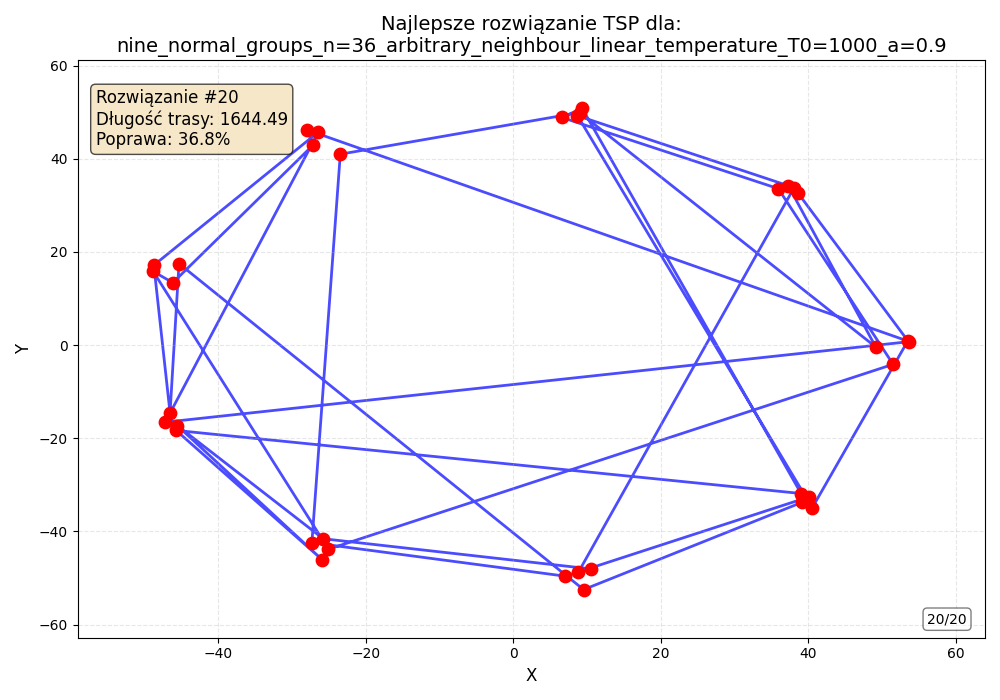 Najlepsze rozwiązanie TSP dla:
nine_normal_groups_n=36_arbitrary_neighbour_linear_temperature_T0=1000_a=0.9
Rozwiązanie #20
Długość trasy: 1644.49
Poprawa: 36.8%
60
40
20
0
−20
−40
−60
Y
20/20
−40
−20
0
20
40
60
X